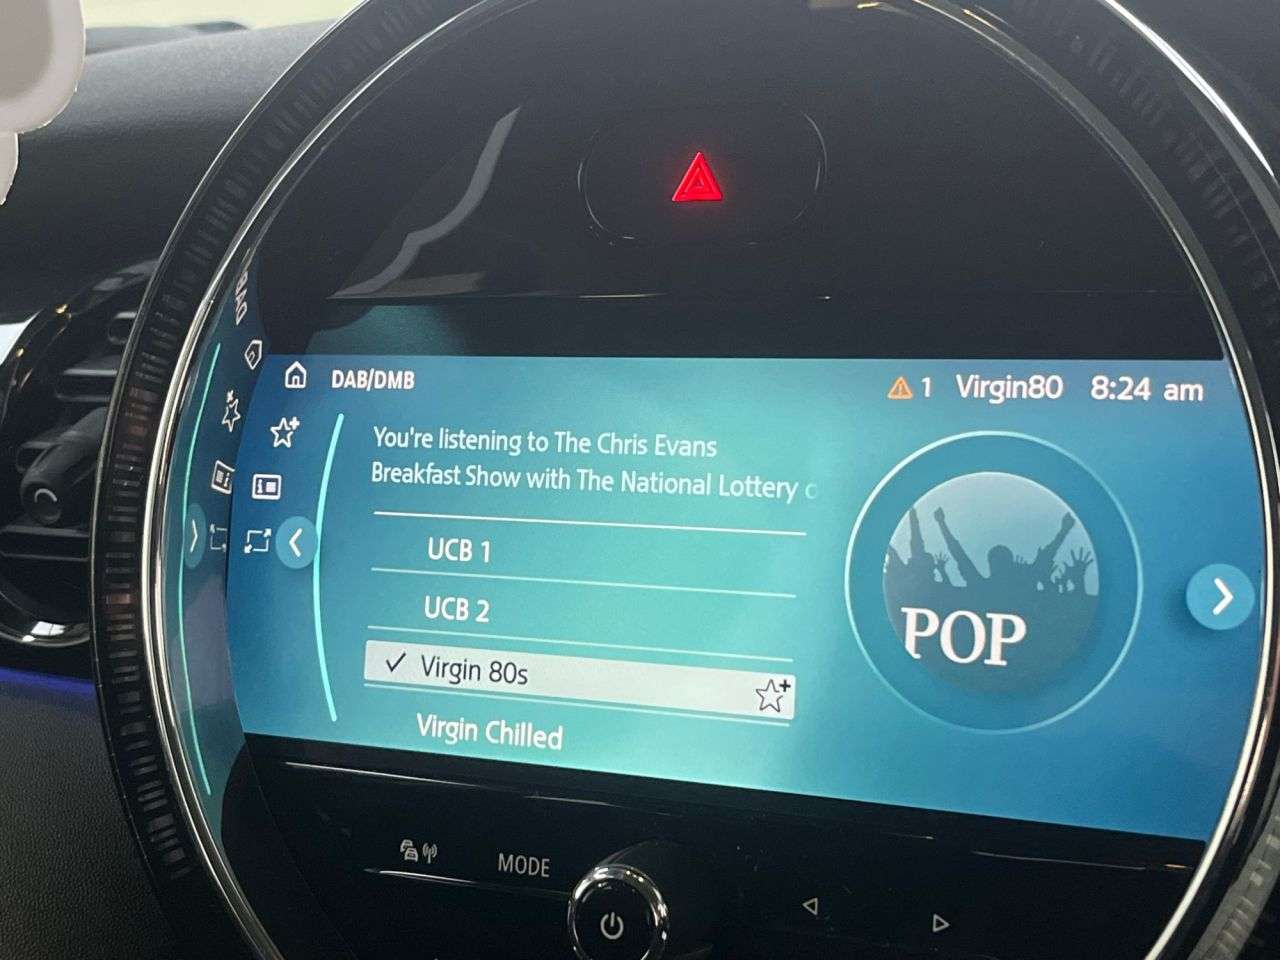 DAB/DMB
1 Virgin80 8:24 am
You're listening to The Chris Evans
Breakfast Show with The National Lottery
UCB 1
UCB 2
Virgin 80s
Virgin Chilled
POP
MODE